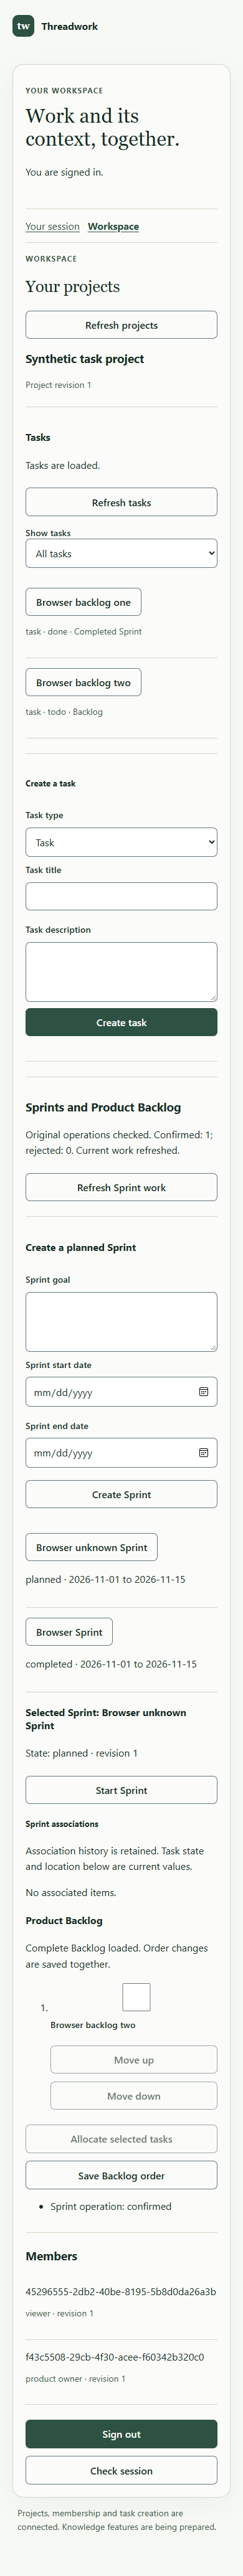 tw Threadwork
YOUR WORKSPACE
Work and its
context, together.
You are signed in.
Your session Workspace
WORKSPACE
Your projects
Refresh projects
Synthetic task project
Project revision 1
Tasks
Tasks are loaded.
Refresh tasks
Show tasks
All tasks
Browser backlog one
task · done · Completed Sprint
Browser backlog two
task · todo · Backlog
Create a task
Task type
Task
Task title
Task description
Create task
Sprints and Product Backlog
Original operations checked. Confirmed: 1;
rejected: 0. Current work refreshed.
Refresh Sprint work
Create a planned Sprint
Sprint goal
Sprint start date
mm/dd/yyyy
Sprint end date
mm/dd/yyyy
Create Sprint
Browser unknown Sprint
planned · 2026-11-01 to 2026-11-15
Browser Sprint
completed · 2026-11-01 to 2026-11-15
Selected Sprint: Browser unknown
Sprint
State: planned · revision 1
Start Sprint
Sprint associations
Association history is retained. Task state
and location below are current values.
No associated items.
Product Backlog
Complete Backlog loaded. Order changes
are saved together.
1.
Browser backlog two
Move up
Move down
Allocate selected tasks
Save Backlog order
• Sprint operation: confirmed
Members
45296555-2db2-40be-8195-5b8d0da26a3b
viewer · revision 1
f43c5508-29cb-4f30-acee-f60342b320c0
product owner · revision 1
Sign out
Check session
Projects, membership and task creation are
connected. Knowledge features are being prepared.